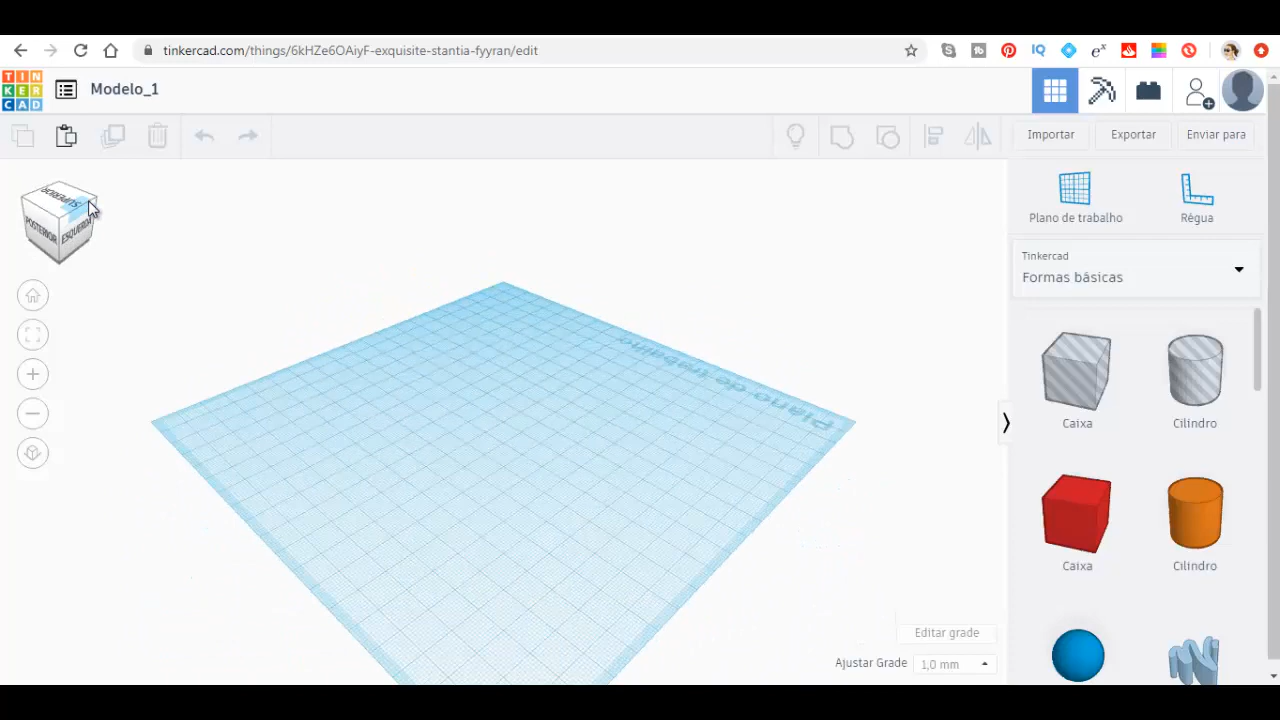 tinkercad.com/things/6kHZe6OAiyF-exquisite-stantia-fyyran/edit
IQ
e^x
TIN
KER
CAD
Modelo_1
Importar
Exportar
Enviar para
SUPERIOR
POSTERIOR
ESQUERDA
Plano de trabalho
Régua
Tinkercad
Formas básicas
Plano de trabalho
Caixa
Cilindro
Caixa
Cilindro
Editar grade
Ajustar Grade
1,0 mm